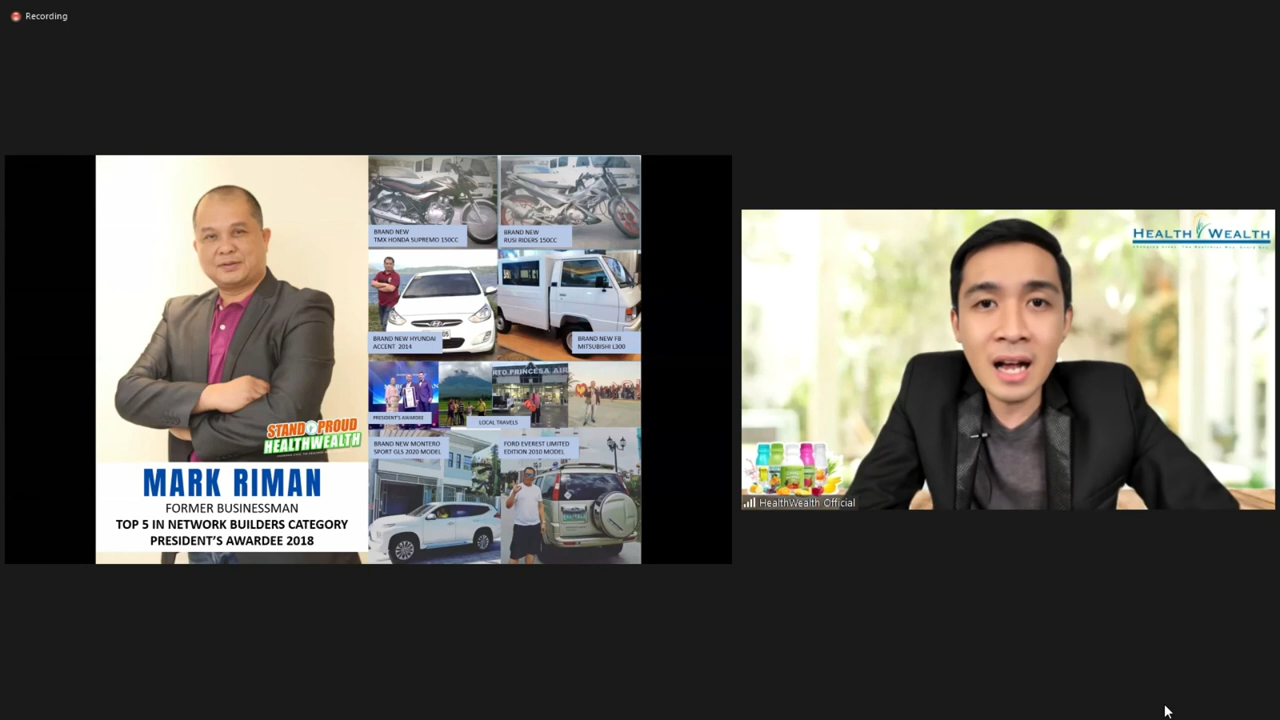 Recording
BRAND NEW
TMX HONDA SUPREMO 150CC
BRAND NEW
RUSI RIDERS 150CC
BRAND NEW HYUNDAI
ACCENT 2014
BRAND NEW FB
MITSUBISHI L300
PRESIDENT'S AWARDEE
LOCAL TRAVELS
BRAND NEW MONTERO
SPORT GLS 2020 MODEL
FORD EVEREST LIMITED
EDITION 2010 MODEL
STAND PROUD
HEALTHWEALTH
MARK RIMAN
FORMER BUSINESSMAN
TOP 5 IN NETWORK BUILDERS CATEGORY
PRESIDENT'S AWARDEE 2018
HEALTH WEALTH
HealthWealth Official